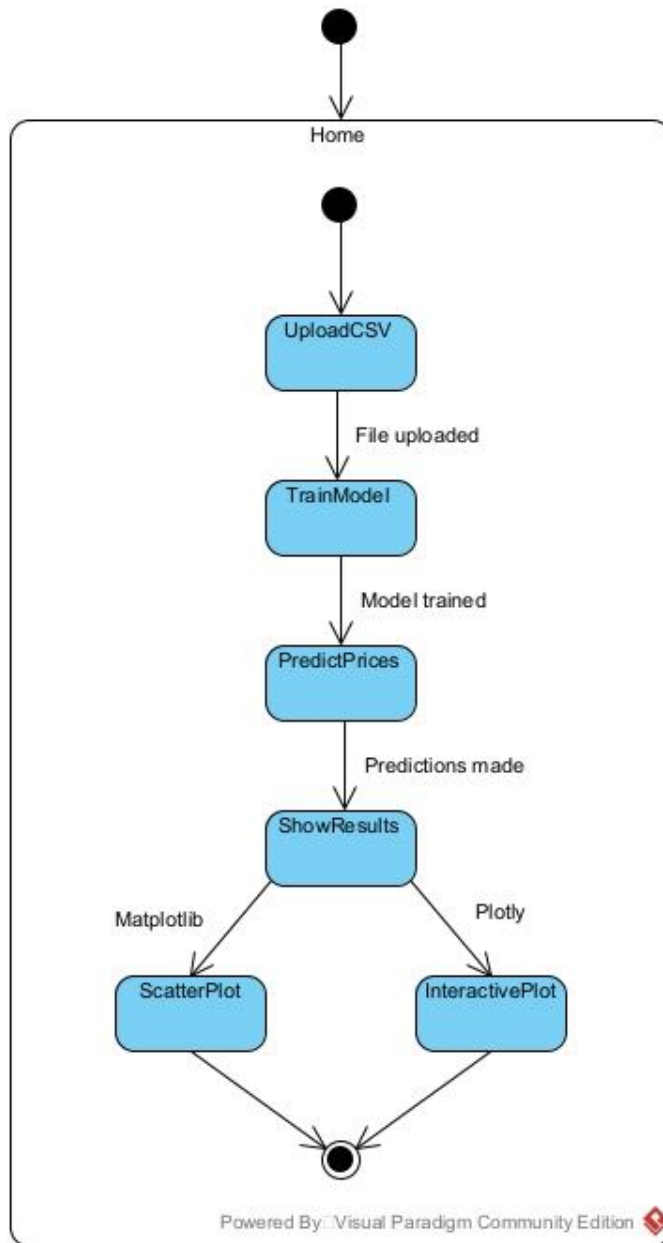 Home
UploadCSV
File uploaded
TrainModel
Model trained
PredictPrices
Predictions made
ShowResults
Matplotlib
Plotly
ScatterPlot
InteractivePlot
Powered By Visual Paradigm Community Edition